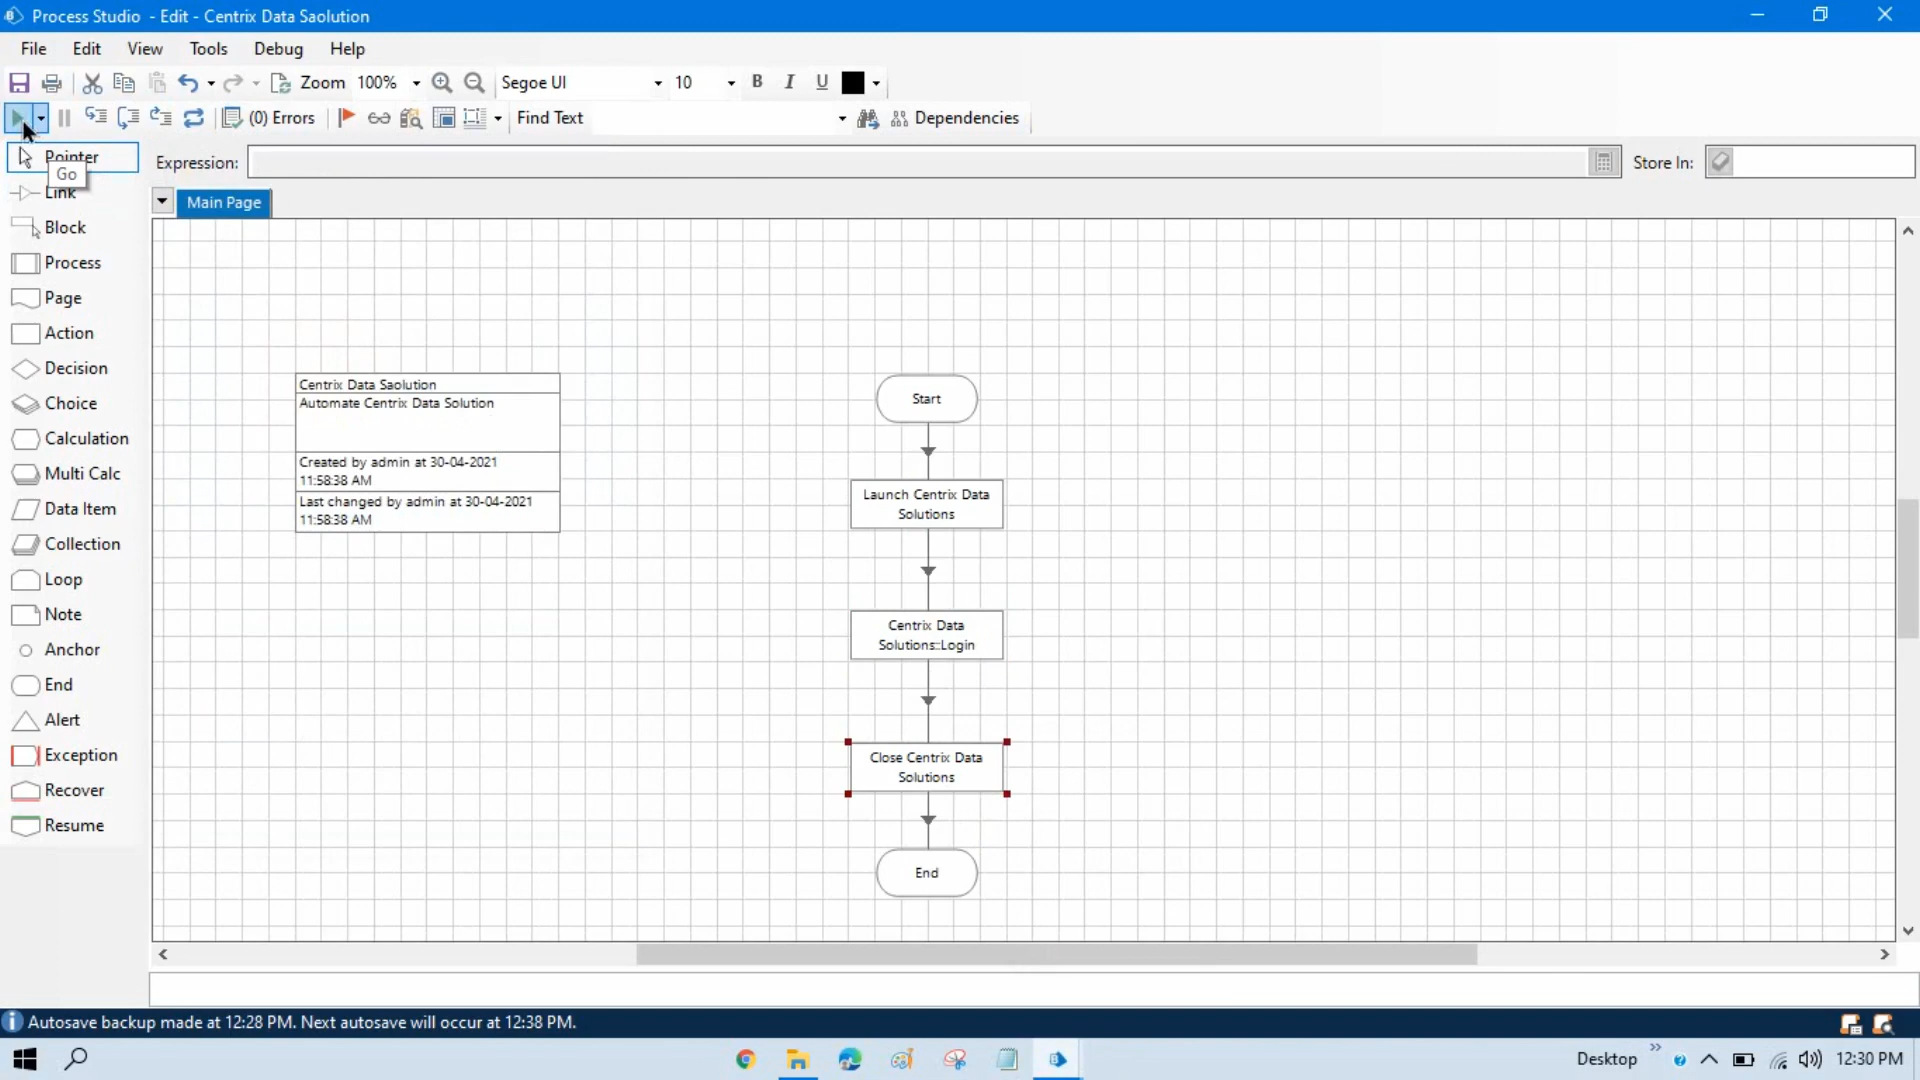 Process Studio - Edit - Centrix Data Saolution
File Edit View Tools Debug Help
Zoom 100% Segoe UI 10 B I U
(0) Errors Find Text Dependencies
Pointer
Go
Link
Block
Process
Page
Action
Decision
Choice
Calculation
Multi Calc
Data Item
Collection
Loop
Note
Anchor
End
Alert
Exception
Recover
Resume
Expression: Store In:
Main Page
Centrix Data Saolution
Automate Centrix Data Solution
Created by admin at 30-04-2021
11:58:38 AM
Last changed by admin at 30-04-2021
11:58:38 AM
Start
Launch Centrix Data
Solutions
Centrix Data
Solutions::Login
Close Centrix Data
Solutions
End
Autosave backup made at 12:28 PM. Next autosave will occur at 12:38 PM.
Desktop 12:30 PM